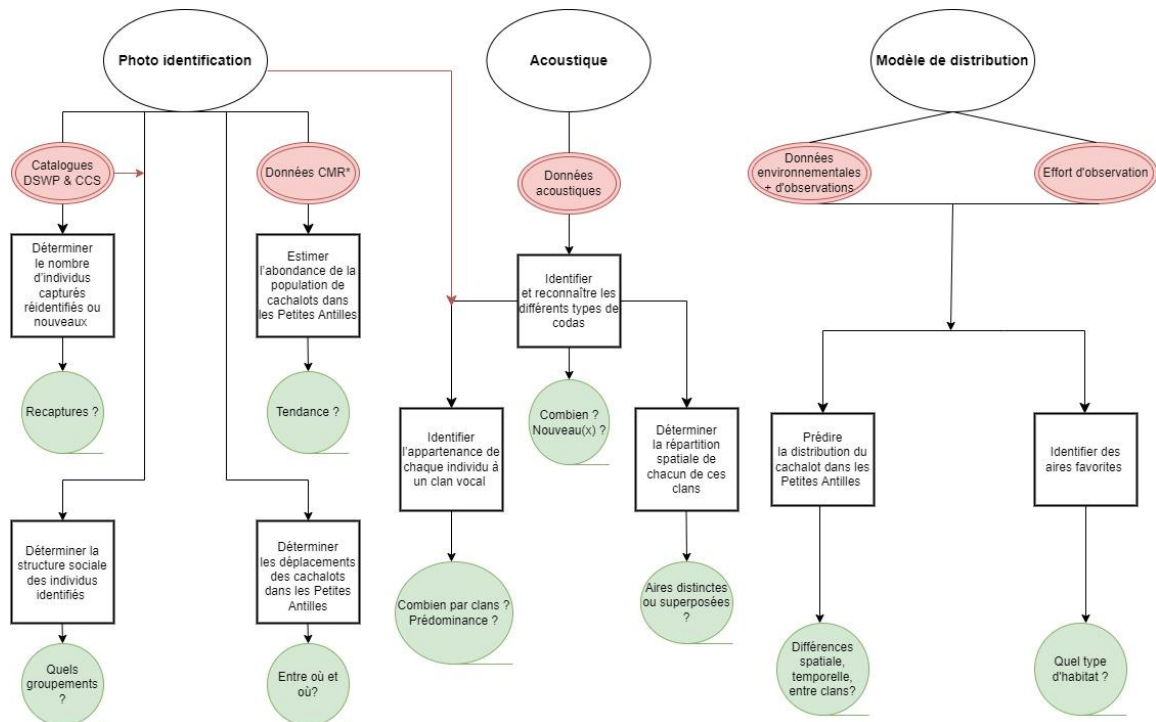 Photo identification
Acoustique
Modèle de distribution
Catalogues
DSWP & CCS
Données CMR*
Données
acoustiques
Données
environnementales
+ d'observations
Effort d'observation
Déterminer
le nombre
d'individus
capturés
réidentifiés ou
nouveaux
Estimer
l'abondance de la
population de
cachalots dans
les Petites Antilles
Identifier
et reconnaître les
différents types de
codas
Recaptures ?
Tendance ?
Combien ?
Nouveau(x) ?
Identifier
l'appartenance de
chaque individu à
un clan vocal
Déterminer
la répartition
spatiale de
chacun de ces
clans
Prédire
la distribution du
cachalot dans les
Petites Antilles
Identifier des
aires favorites
Déterminer la
structure sociale
des individus
identifiés
Déterminer
les déplacements
des cachalots
dans les Petites
Antilles
Combien par clans ?
Prédominance ?
Aires distinctes
ou superposées
?
Quels
groupements
?
Entre où et
où?
Différences
spatiale,
temporelle,
entre clans?
Quel type
d'habitat ?